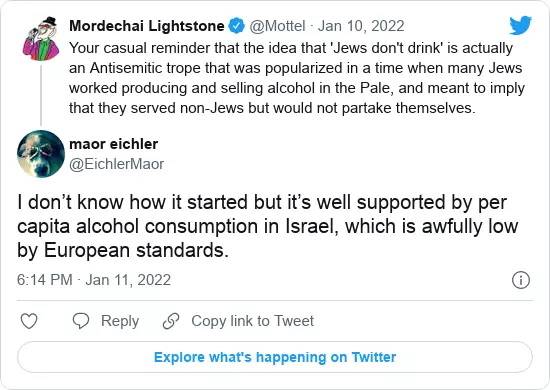 Mordechai Lightstone @Mottel · Jan 10, 2022
Your casual reminder that the idea that 'Jews don't drink' is actually
an Antisemitic trope that was popularized in a time when many Jews
worked producing and selling alcohol in the Pale, and meant to imply
that they served non-Jews but would not partake themselves.
maor eichler
@EichlerMaor
I don’t know how it started but it’s well supported by per
capita alcohol consumption in Israel, which is awfully low
by European standards.
6:14 PM · Jan 11, 2022
Reply Copy link to Tweet
Explore what's happening on Twitter